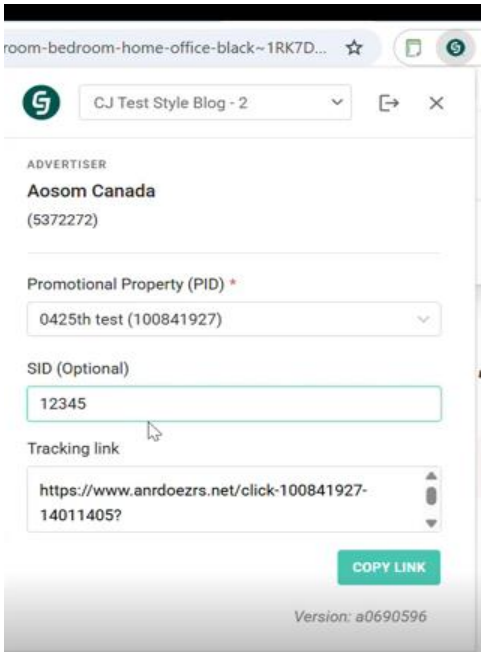 room-bedroom-home-office-black~1RK7D...
CJ Test Style Blog - 2
ADVERTISER
Aosom Canada
(5372272)
Promotional Property (PID) *
0425th test (100841927)
SID (Optional)
12345
Tracking link
https://www.anrdoezrs.net/click-100841927-
14011405?
COPY LINK
Version: a0690596